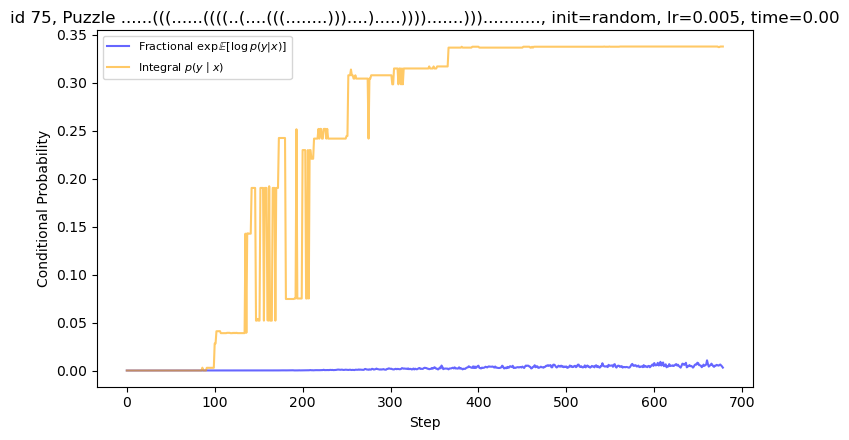 id 75, Puzzle ......(((......((((..(....(((........)))....).....)))).......)))..........., init=random, lr=0.005, time=0.00
Fractional exp𝔼[log p(y|x)]
Integral p(y | x)
Conditional Probability
0.35
0.30
0.25
0.20
0.15
0.10
0.05
0.00
0 100 200 300 400 500 600 700
Step